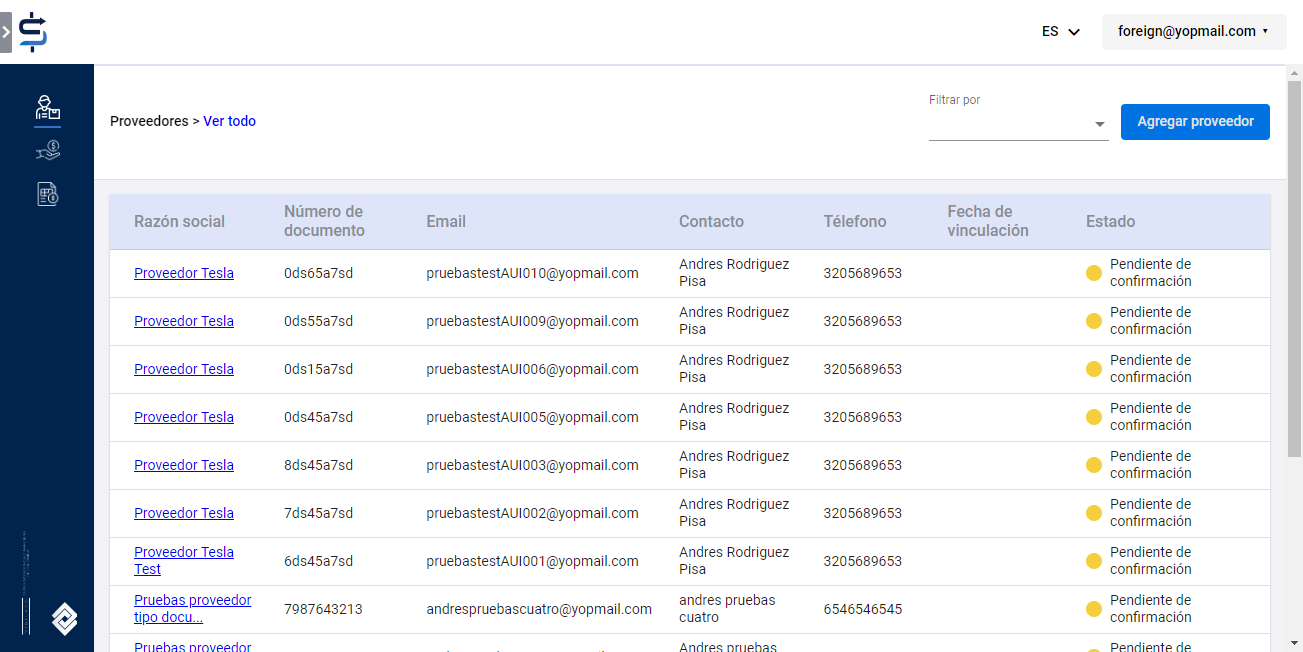 ES
foreign@yopmail.com
Proveedores > Ver todo
Filtrar por
Agregar proveedor
Razón social Número de documento Email Contacto Télefono Fecha de vinculación Estado
Proveedor Tesla 0ds65a7sd pruebastestAUI010@yopmail.com Andres Rodriguez Pisa 3205689653 Pendiente de confirmación
Proveedor Tesla 0ds55a7sd pruebastestAUI009@yopmail.com Andres Rodriguez Pisa 3205689653 Pendiente de confirmación
Proveedor Tesla 0ds15a7sd pruebastestAUI006@yopmail.com Andres Rodriguez Pisa 3205689653 Pendiente de confirmación
Proveedor Tesla 0ds45a7sd pruebastestAUI005@yopmail.com Andres Rodriguez Pisa 3205689653 Pendiente de confirmación
Proveedor Tesla 8ds45a7sd pruebastestAUI003@yopmail.com Andres Rodriguez Pisa 3205689653 Pendiente de confirmación
Proveedor Tesla 7ds45a7sd pruebastestAUI002@yopmail.com Andres Rodriguez Pisa 3205689653 Pendiente de confirmación
Proveedor Tesla Test 6ds45a7sd pruebastestAUI001@yopmail.com Andres Rodriguez Pisa 3205689653 Pendiente de confirmación
Pruebas proveedor tipo docu... 7987643213 andrespruebascuatro@yopmail.com andres pruebas cuatro 6546546545 Pendiente de confirmación
Pruebas proveedor Andres pruebas Pendiente de